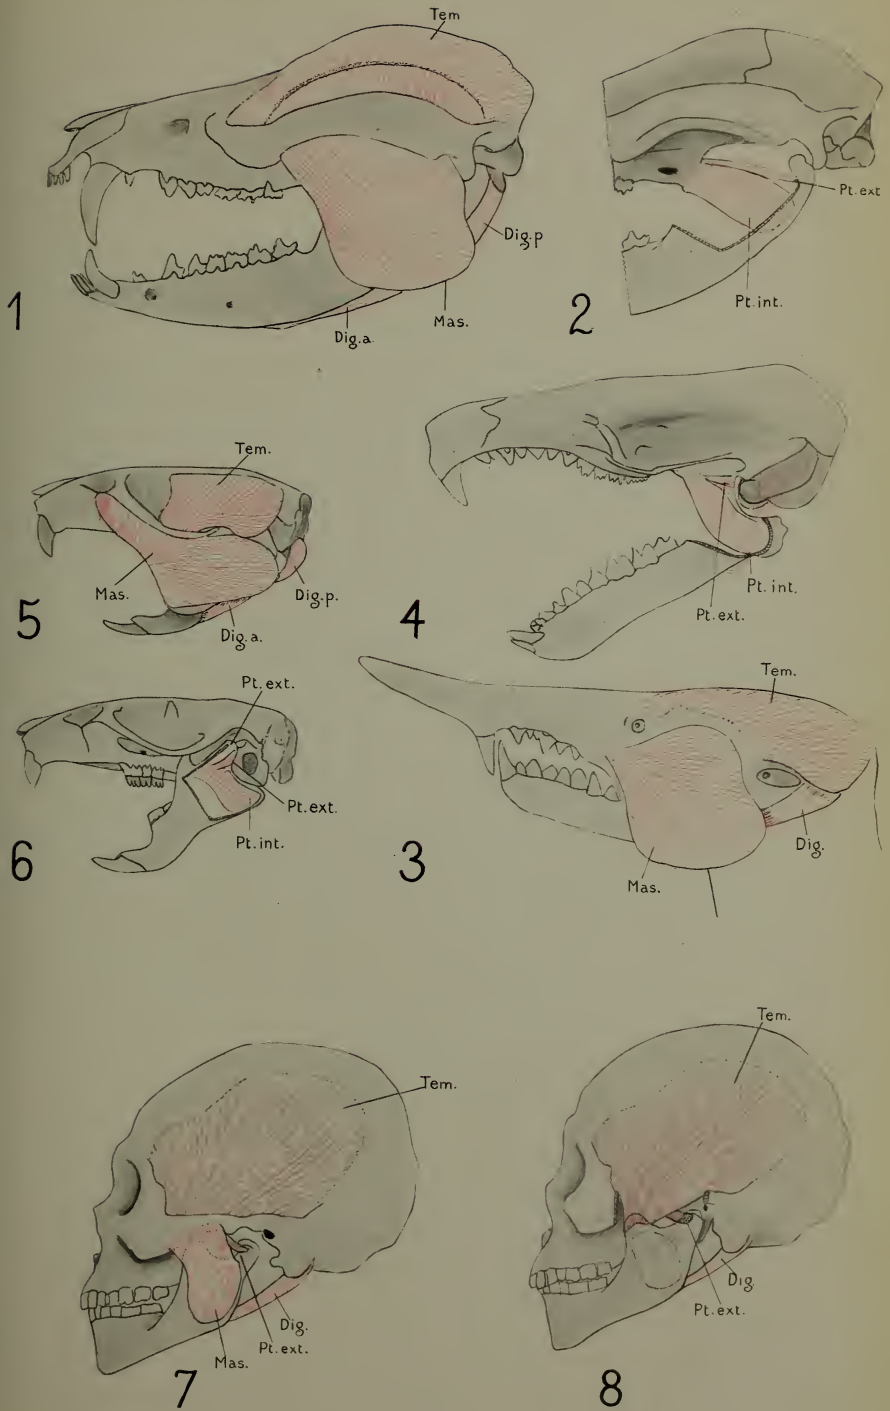 Tem
Dig.p
Mas.
Dig.a.
1
Pt.ext
Pt.int.
2
Tem.
Mas.
Dig.p.
Dig.a.
5
Pt.int.
Pt.ext.
4
Pt.ext.
Pt.ext.
Pt.int.
6
Tem.
Dig.
Mas.
3
Tem.
Dig.
Pt.ext.
Mas.
7
Tem.
Dig
Pt.ext.
8